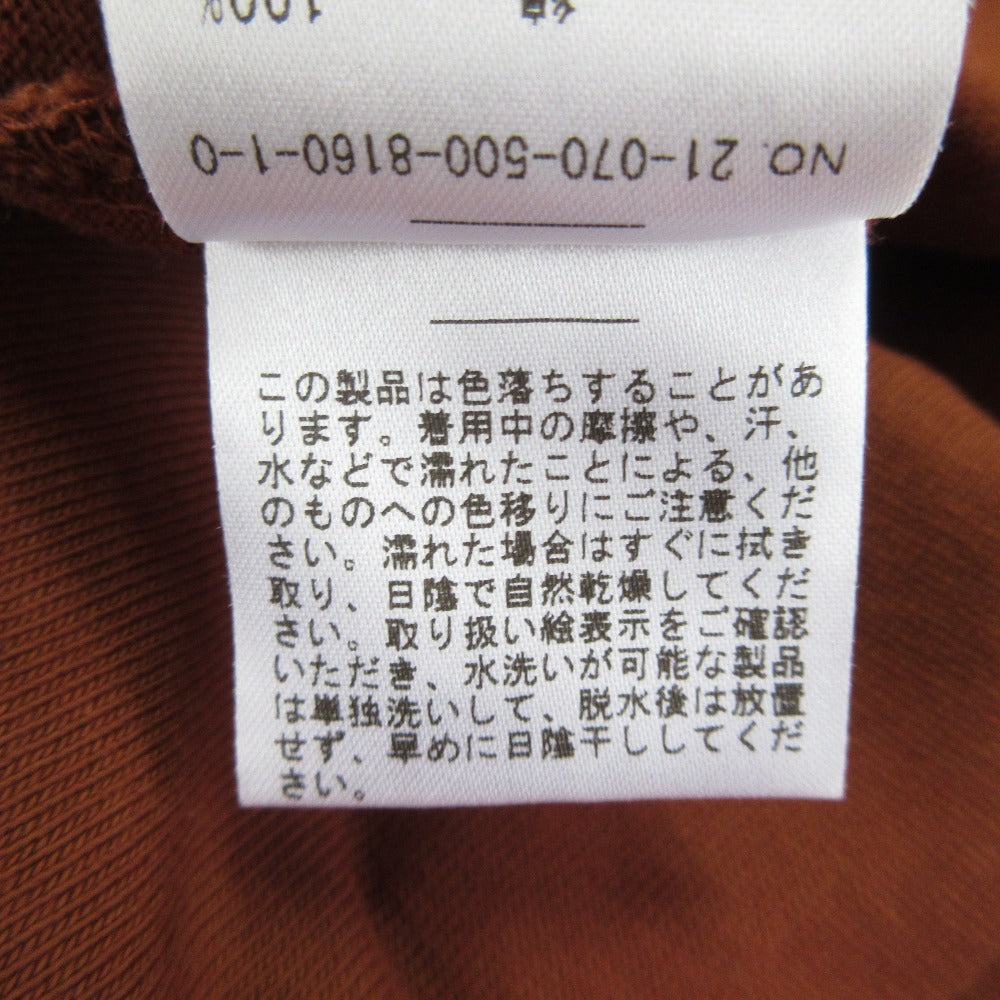 綿 100%
NO. 21-070-500-8160-1-0
この製品は色落ちすることがあ
ります。着用中の摩擦や、汗、
水などで濡れたことによる、他
のものへの色移りにご注意くだ
さい。濡れた場合はすぐに拭き
取り、日陰で自然乾燥してくだ
さい。取り扱い絵表示をご確認
いただき、水洗いが可能な製品
は単独洗いして、脱水後は放置
せず、早めに日陰干ししてくだ
さい。